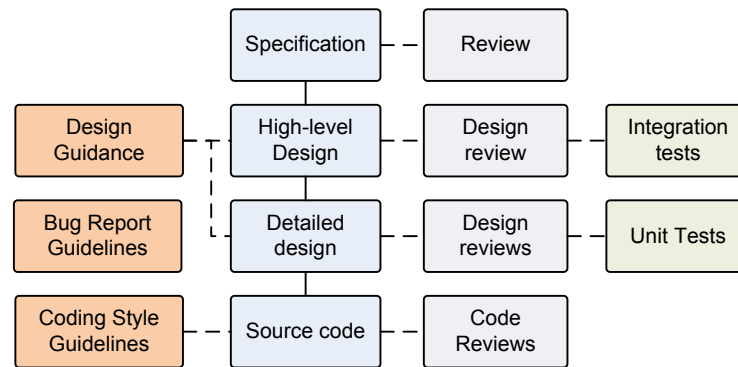 Specification
Review
Design
Guidance
High-level
Design
Design
review
Integration
tests
Bug Report
Guidelines
Detailed
design
Design
reviews
Unit Tests
Coding Style
Guidelines
Source code
Code
Reviews